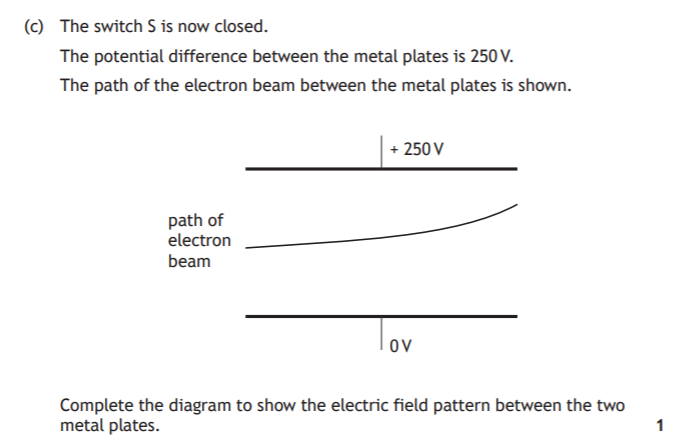 (c) The switch S is now closed.
The potential difference between the metal plates is 250 V.
The path of the electron beam between the metal plates is shown.
+ 250 V
path of
electron
beam
0 V
Complete the diagram to show the electric field pattern between the two
metal plates. 1